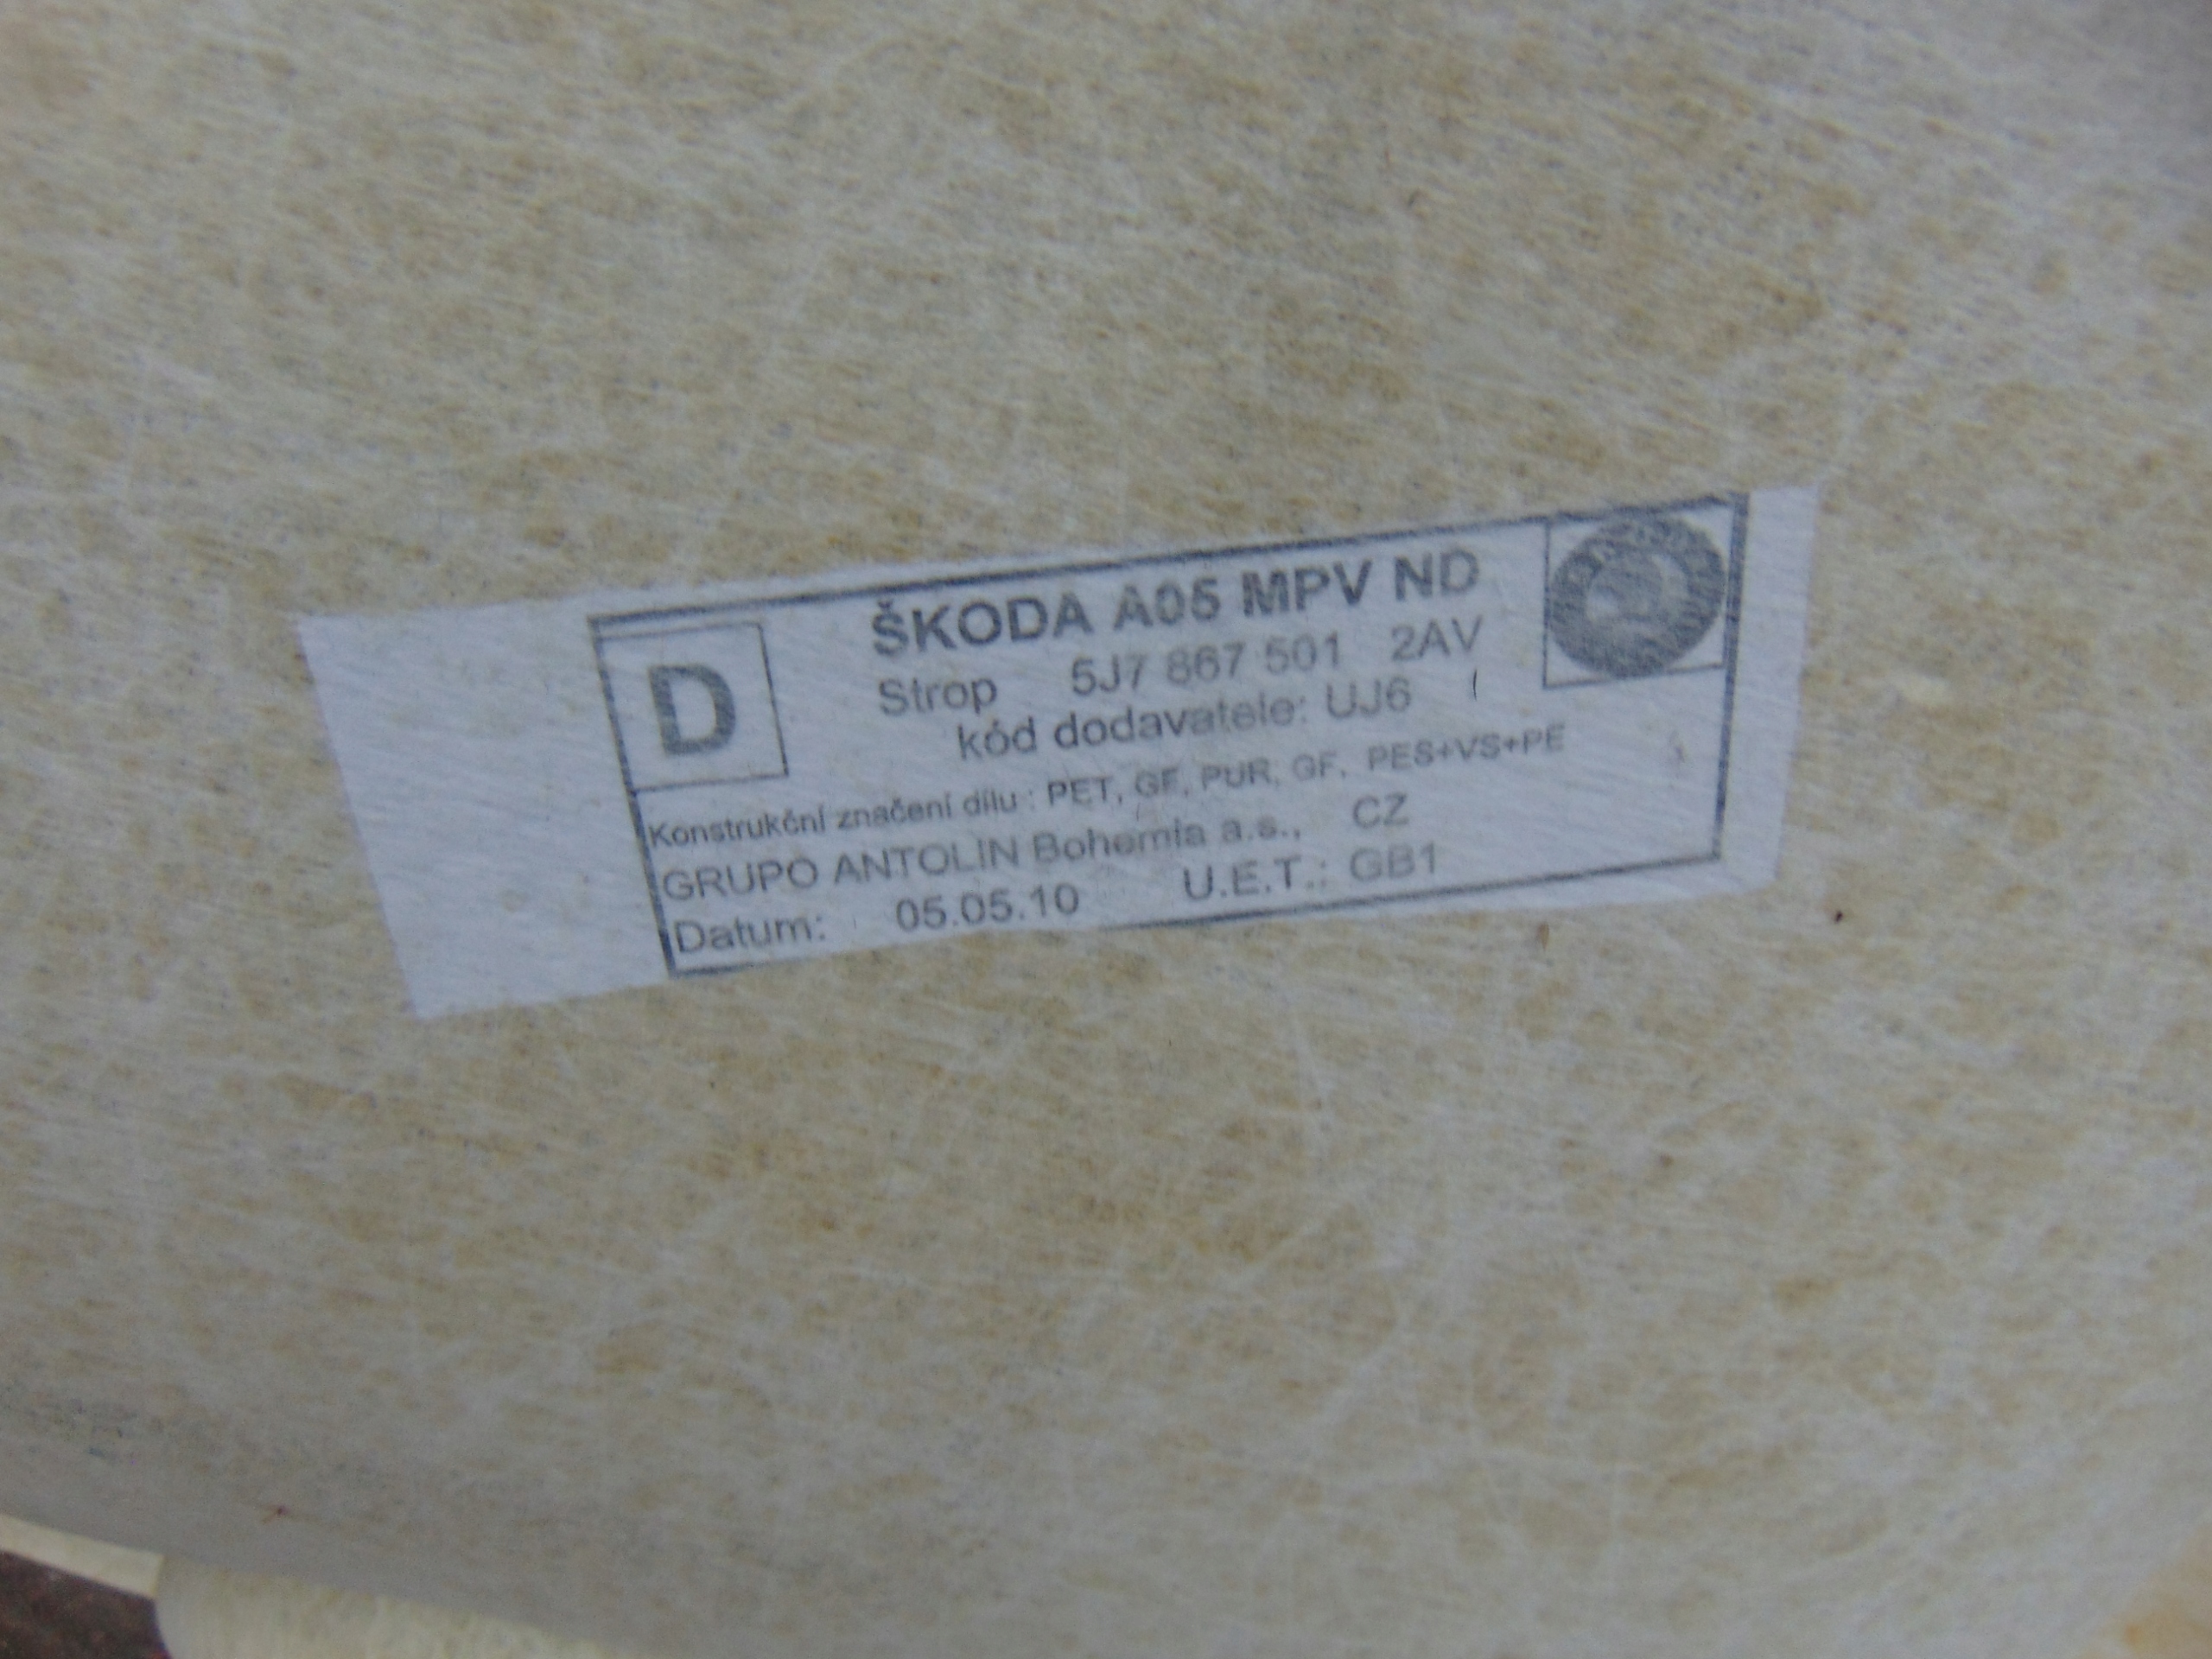 D
ŠKODA A05 MPV ND
Strop 5J7 867 501 2AV
kód dodavatele: UJ6
Konstrukční značení dílu : PET, GF, PUR, GF, PES+VS+PE
GRUPO ANTOLIN Bohemia a.s., CZ
Datum: 05.05.10 U.E.T.: GB1